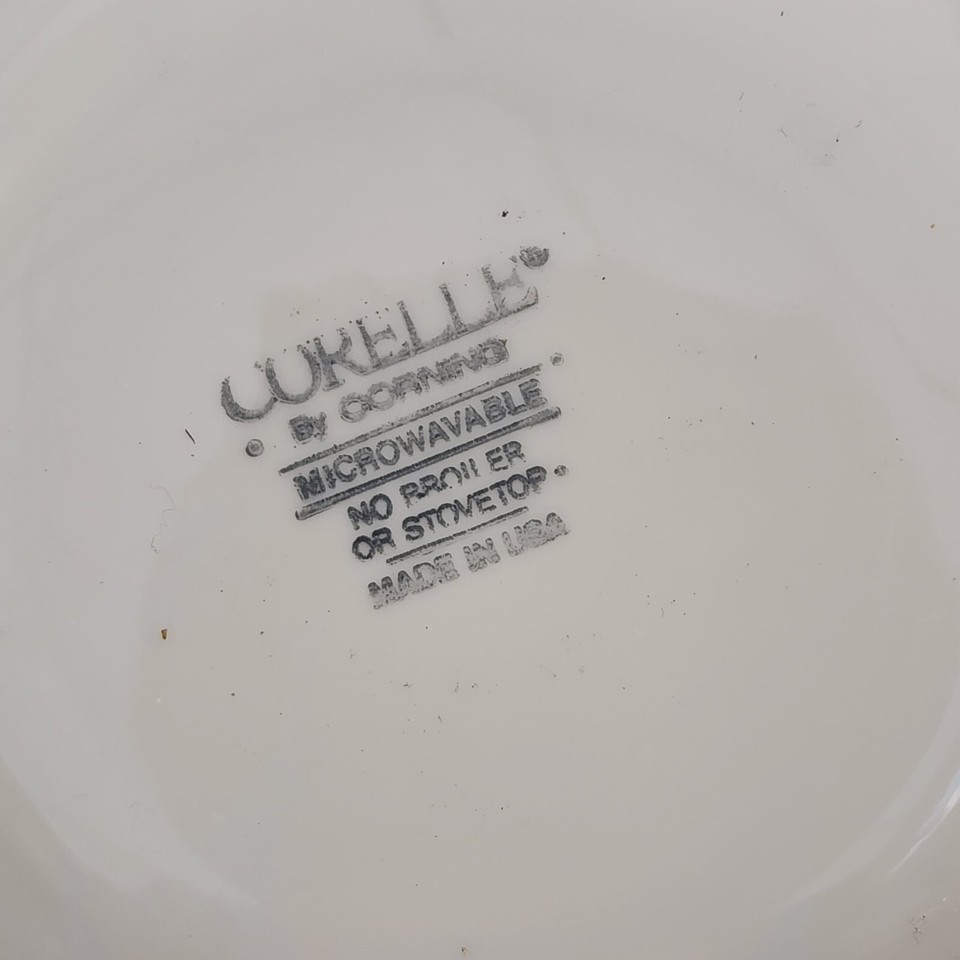 CORELLE®
BY CORNING
MICROWAVABLE
NO BROILER
OR STOVETOP
MADE IN USA